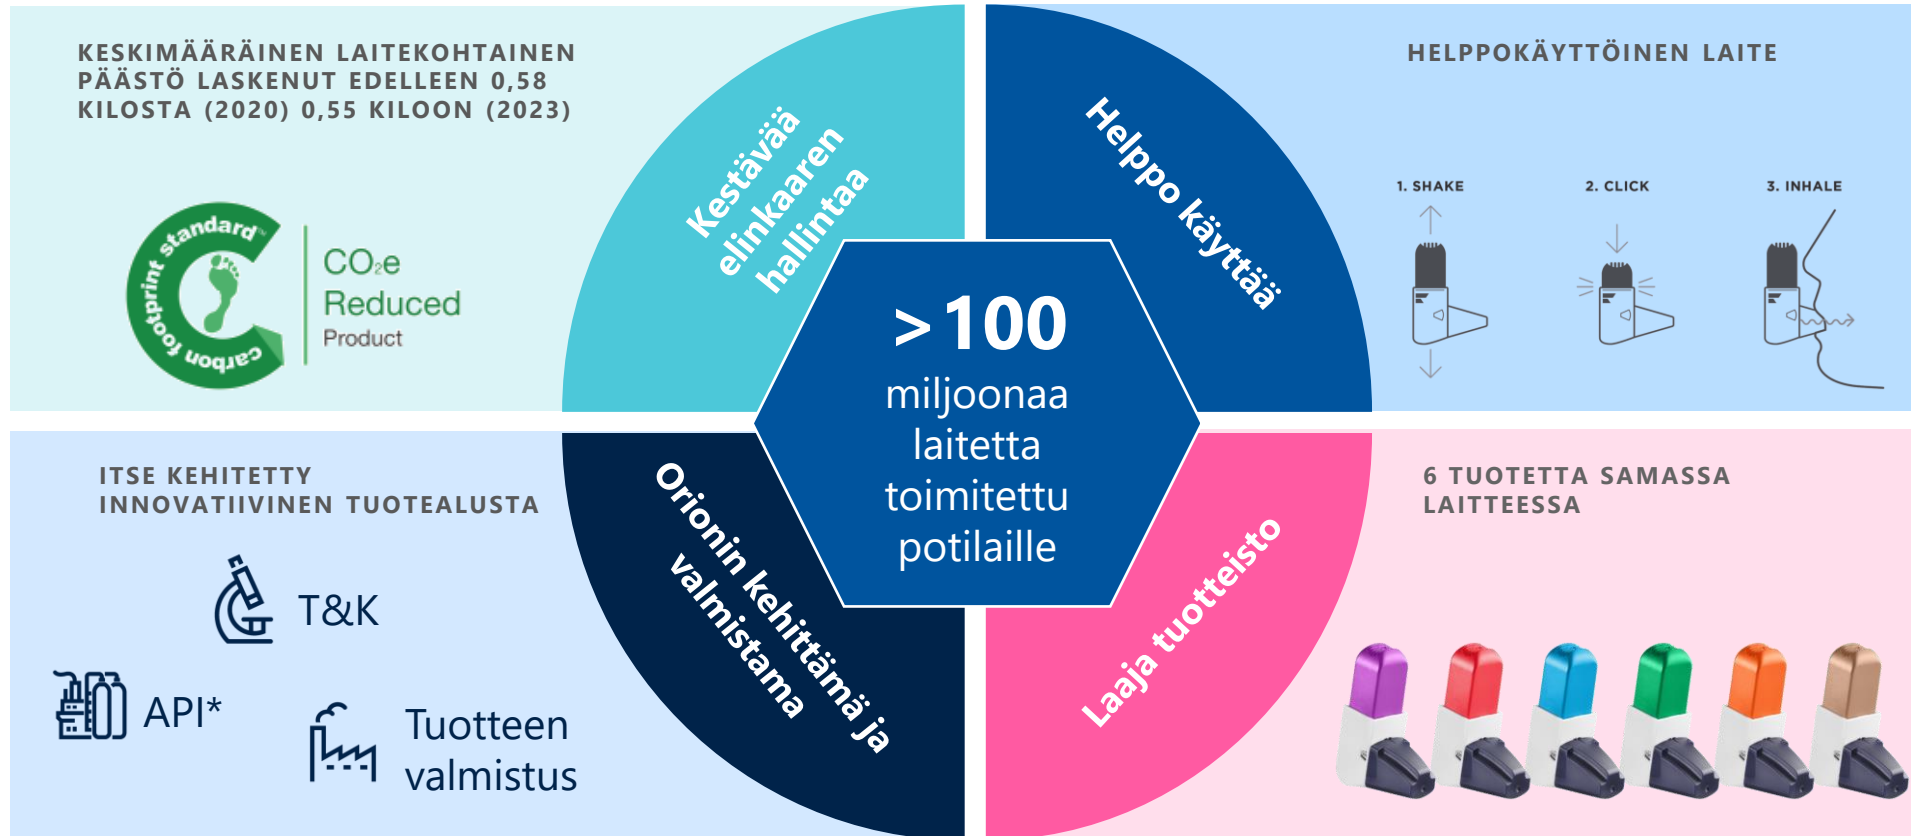 KESKIMÄÄRÄINEN LAITEKOHTAINEN
PÄÄSTÖ LASKENUT EDELLEEN 0,58
KILOSTA (2020) 0,55 KILOON (2023)
carbon footprint standard™
CO₂e
Reduced
Product
Kestävää
elinkaaren
hallintaa
Helppo käyttää
HELPPOKÄYTTÖINEN LAITE
1. SHAKE
2. CLICK
3. INHALE
>100
miljoonaa
laitetta
toimitettu
potilaille
ITSE KEHITETTY
INNOVATIIVINEN TUOTEALUSTA
T&K
API*
Tuotteen
valmistus
Orionin kehittämä ja
valmistama
Laaja tuotteisto
6 TUOTETTA SAMASSA
LAITTEESSA